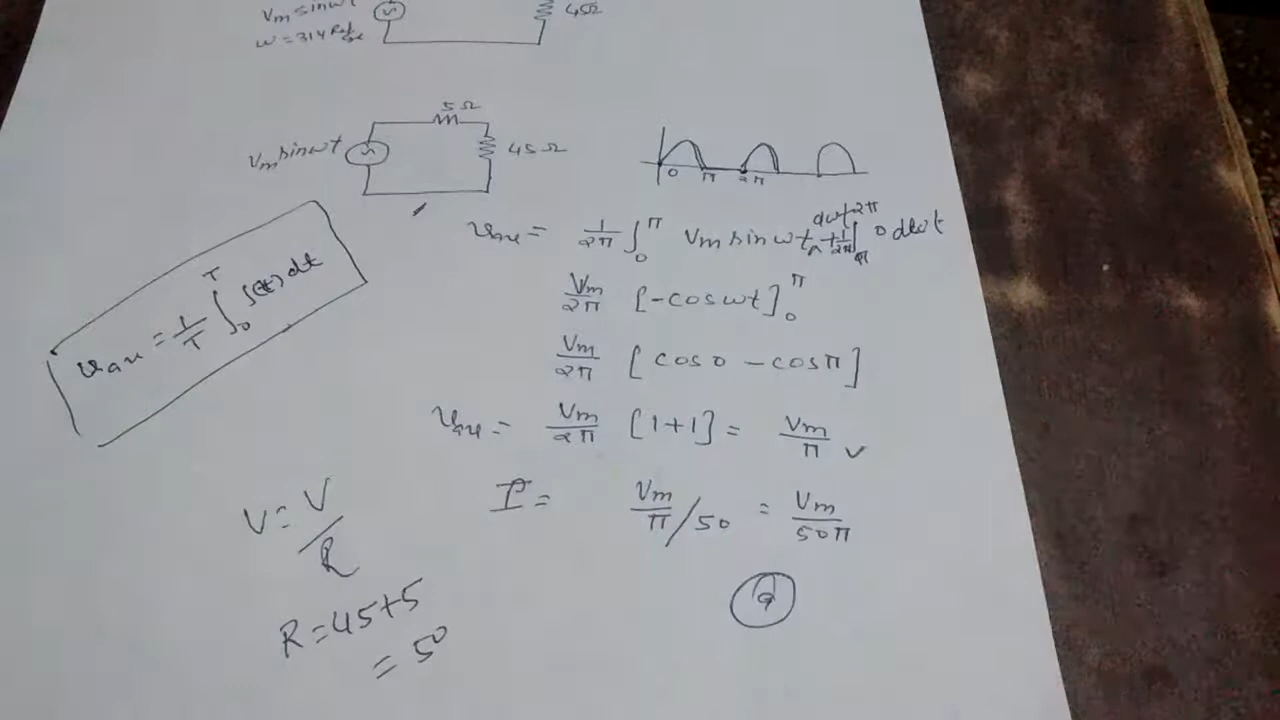 Vm sinωt
45Ω
ω = 314 Rad/sec
5Ω
Vm sinωt
45Ω
0 π 2π
Vav = 1/2π ∫₀^π Vm sinωt dωt + 1/2π ∫_π^2π 0 dωt
Vm/2π [-cosωt]₀^π
Vav = 1/T ∫₀^T f(t) dt
Vm/2π [cos0 - cosπ]
Vav = Vm/2π [1+1] = Vm/π V
I = Vm/π/50 = Vm/50π
V = V/R
R = 45+5
= 50
a